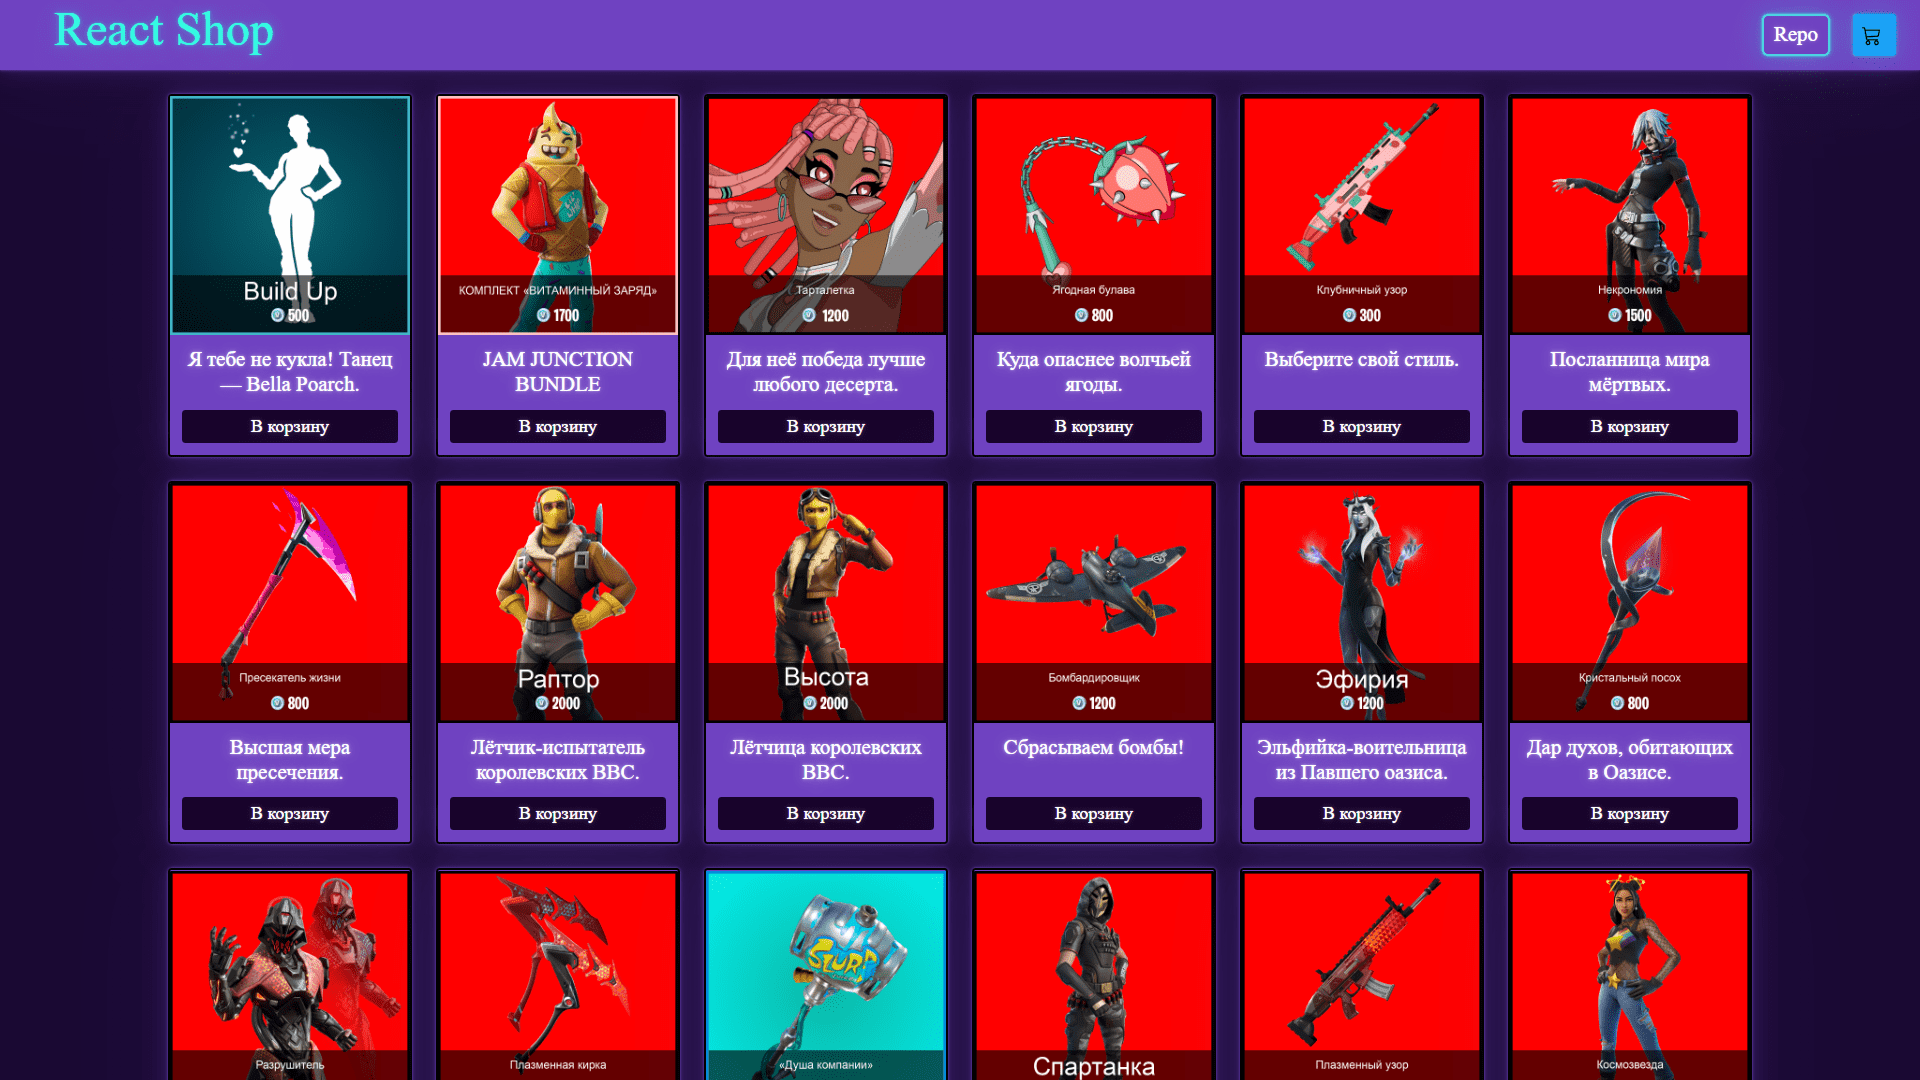 React Shop
Repo
Build Up
500
Я тебе не кукла! Танец
— Bella Poarch.
В корзину
КОМПЛЕКТ «ВИТАМИННЫЙ ЗАРЯД»
1700
JAM JUNCTION
BUNDLE
В корзину
Тарталетка
1200
Для неё победа лучше
любого десерта.
В корзину
Ягодная булава
800
Куда опаснее волчьей
ягоды.
В корзину
Клубничный узор
300
Выберите свой стиль.
В корзину
Некрономия
1500
Посланница мира
мёртвых.
В корзину
Пресекатель жизни
800
Высшая мера
пресечения.
В корзину
Раптор
2000
Лётчик-испытатель
королевских ВВС.
В корзину
Высота
2000
Лётчица королевских
ВВС.
В корзину
Бомбардировщик
1200
Сбрасываем бомбы!
В корзину
Эфирия
1200
Эльфийка-воительница
из Павшего оазиса.
В корзину
Кристальный посох
800
Дар духов, обитающих
в Оазисе.
В корзину
Разрушитель
Плазменная кирка
SLURP
«Душа компании»
Спартанка
Плазменный узор
Космозвезда